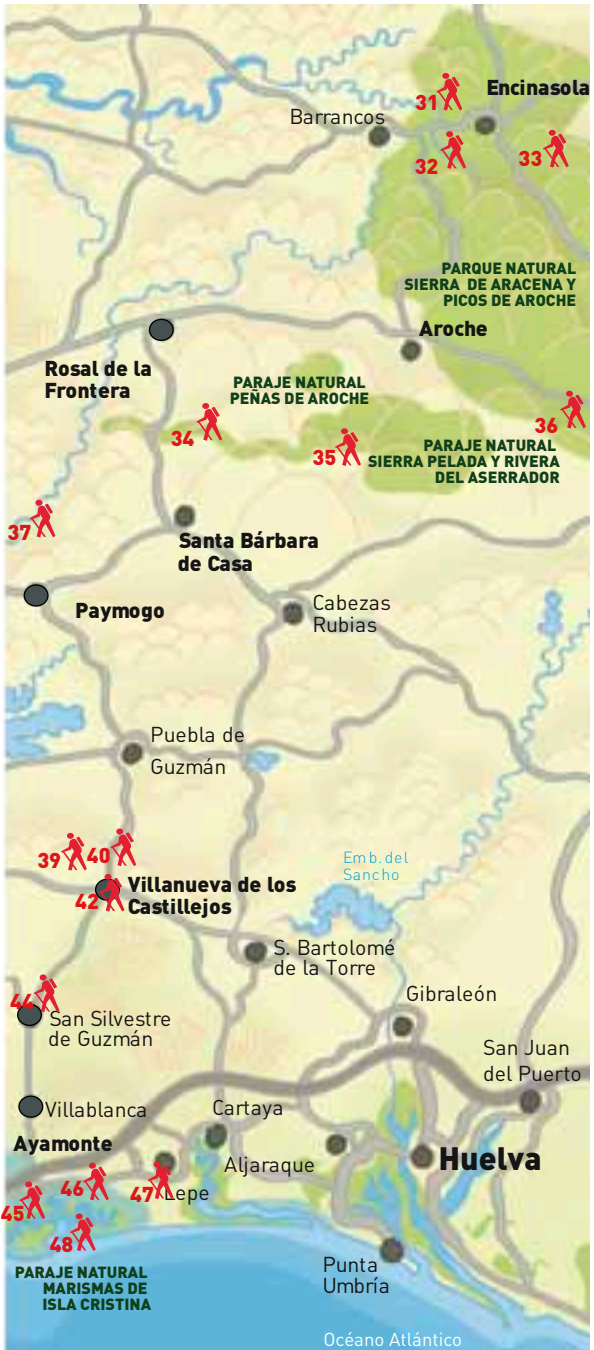 31
Encinasola
Barrancos
32
33
PARQUE NATURAL
SIERRA DE ARACENA Y
PICOS DE AROCHE
Aroche
Rosal de la
Frontera
PARAJE NATURAL
PEÑAS DE AROCHE
34
35
36
PARAJE NATURAL
SIERRA PELADA Y RIVERA
DEL ASERRADOR
37
Santa Bárbara
de Casa
Paymogo
Cabezas
Rubias
Puebla de
Guzmán
39
40
Emb. del
Sancho
42
Villanueva de los
Castillejos
S. Bartolomé
de la Torre
44
San Silvestre
de Guzmán
Gibraleón
San Juan
del Puerto
Villablanca
Cartaya
Ayamonte
Aljaraque
Huelva
46
47
Lepe
45
48
PARAJE NATURAL
MARISMAS DE
ISLA CRISTINA
Punta
Umbría
Océano Atlántico